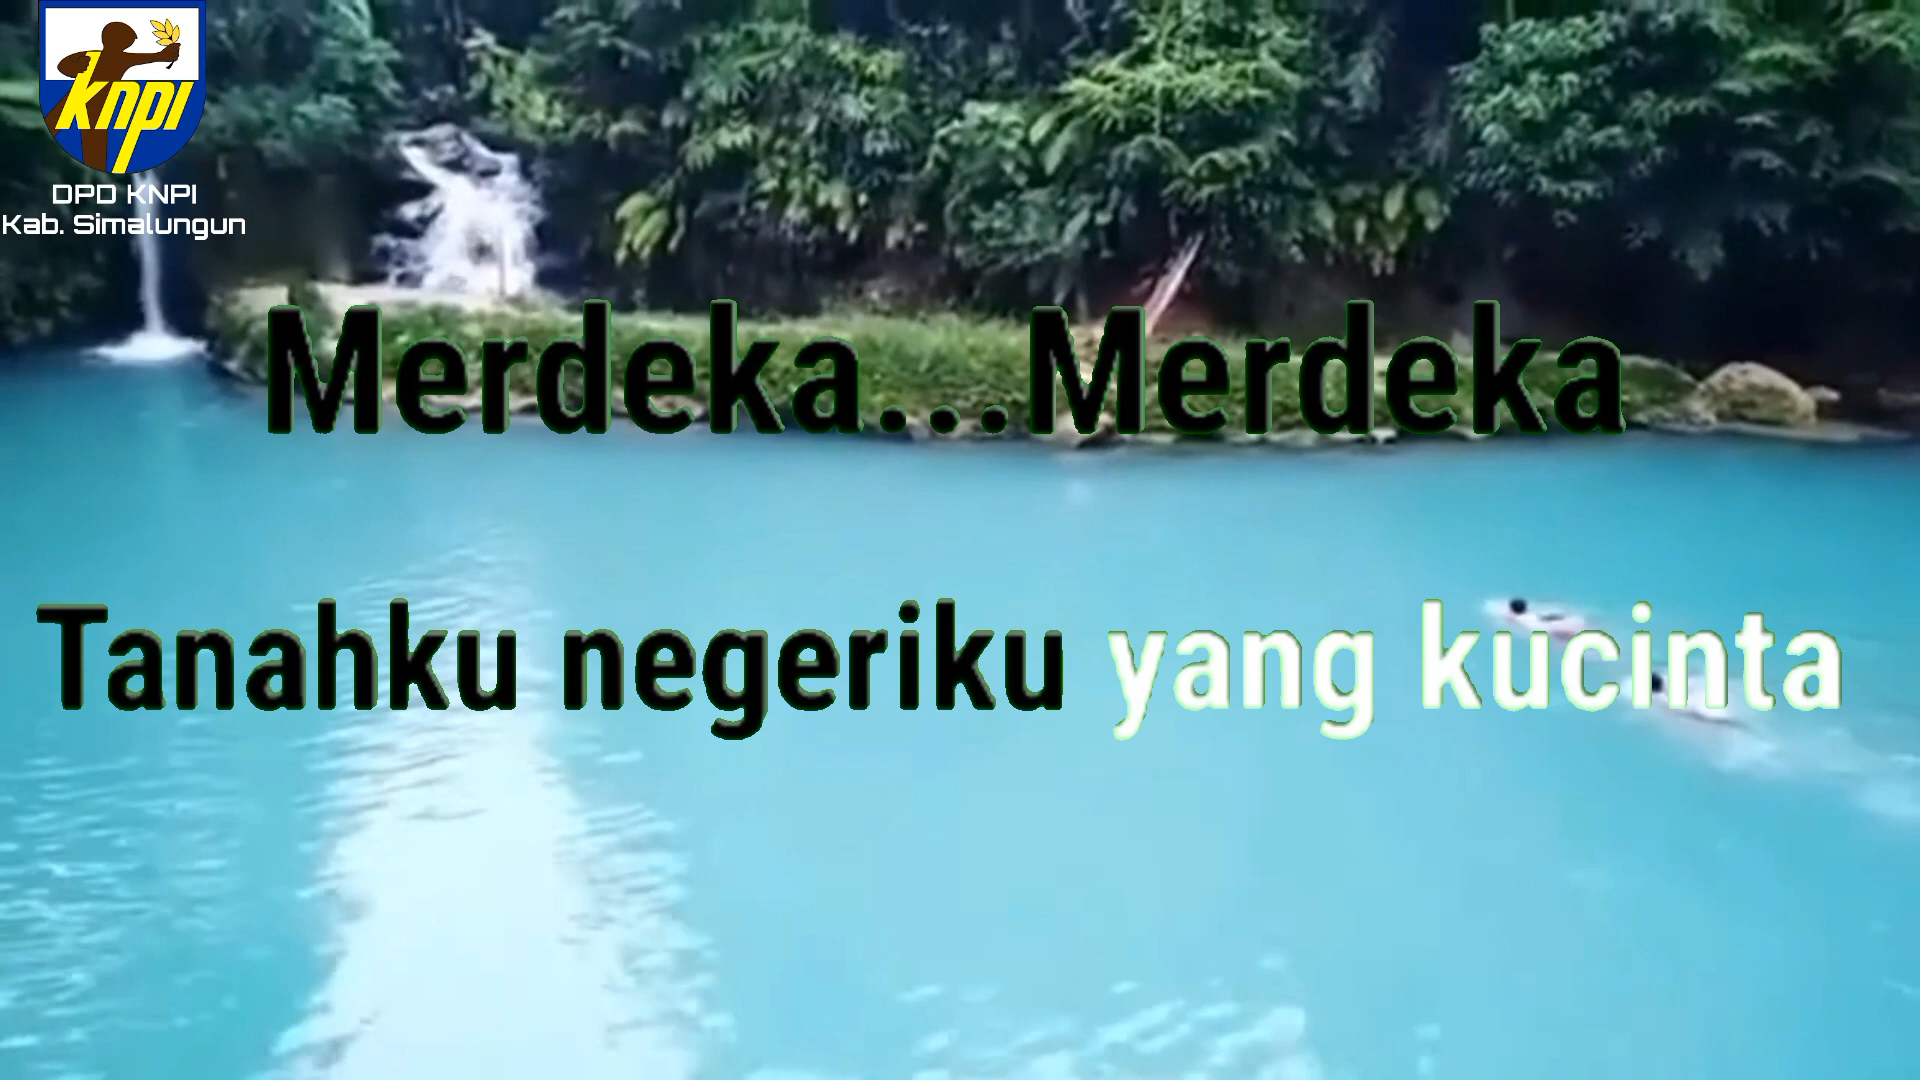 knpi
DPD KNPI
Kab. Simalungun
Merdeka...Merdeka
Tanahku negeriku yang kucinta